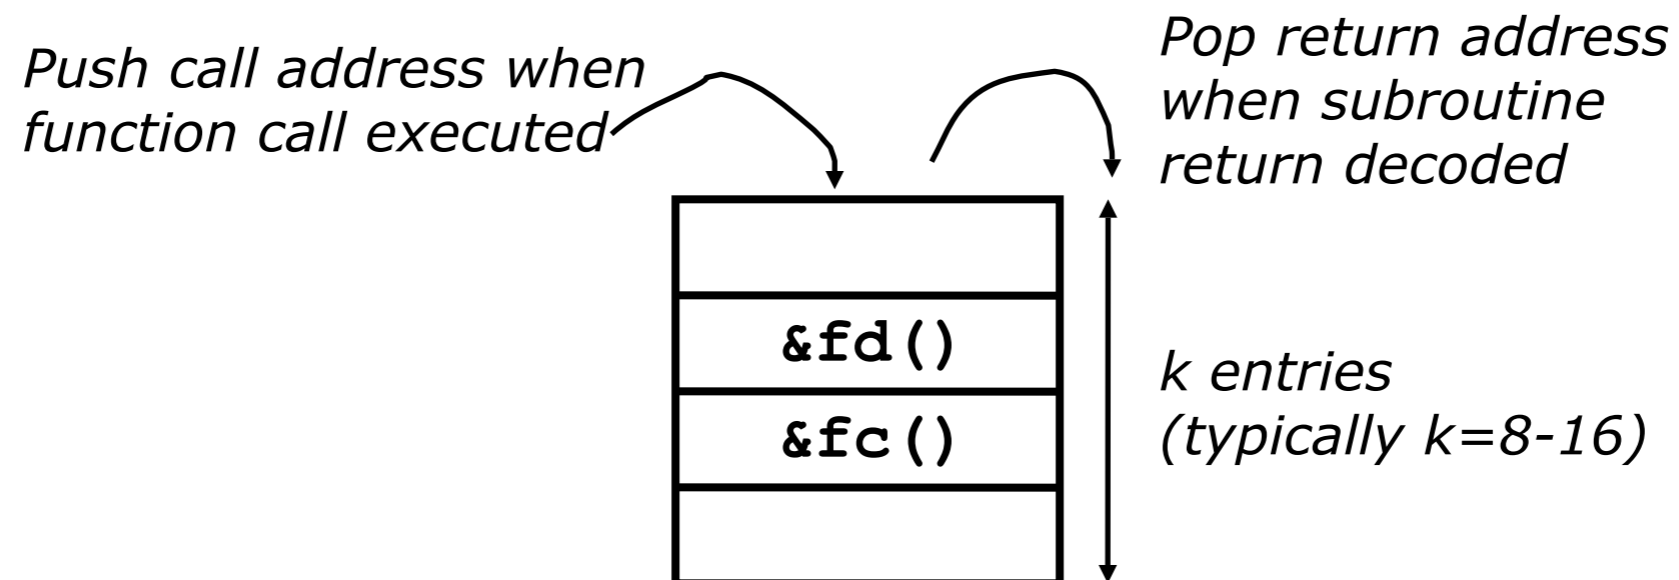 Push call address when
function call executed
Pop return address
when subroutine
return decoded
&fd()
&fc()
k entries
(typically k=8-16)